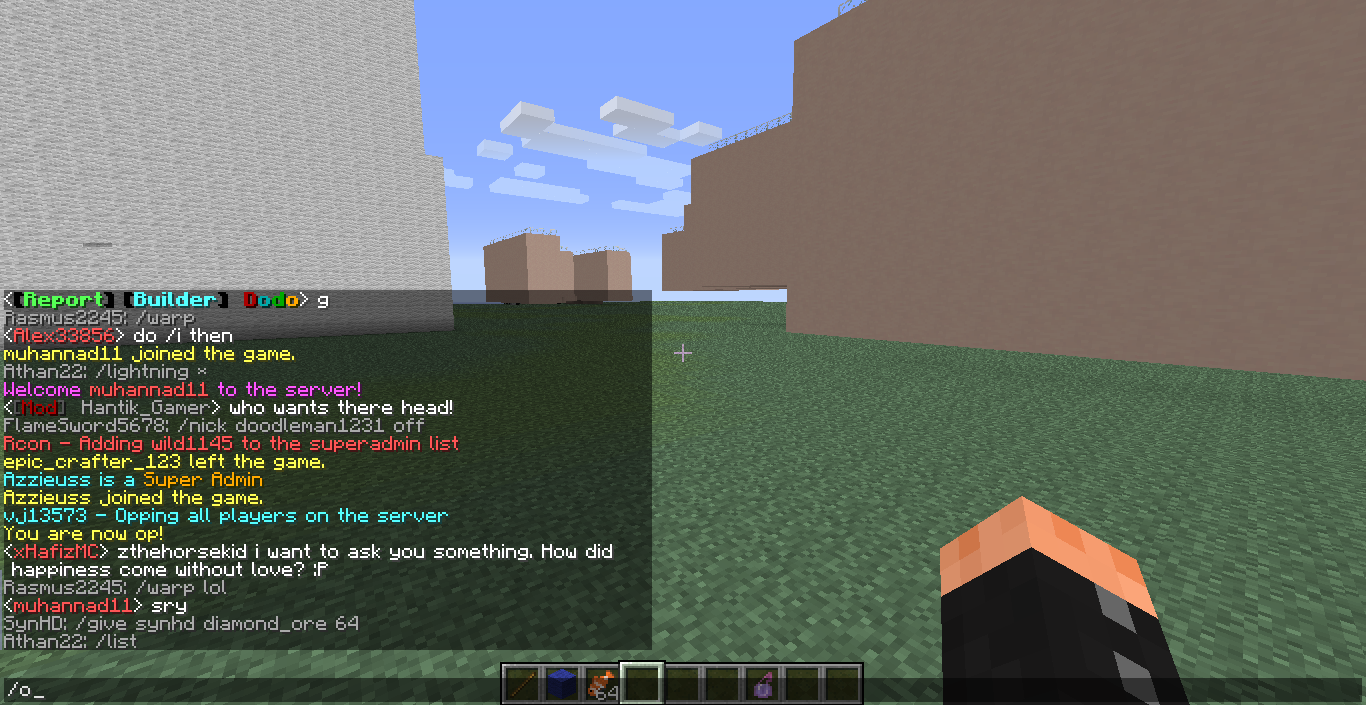 <[Report] [Builder] Dodo> g
Rasmus2245: /warp
<Alex33856> do /i then
muhannad11 joined the game.
Athan22: /lightning *
Welcome muhannad11 to the server!
<[Mod] Hantik_Gamer> who wants there head!
FlameSword5678: /nick doodleman1231 off
Rcon - Adding wild1145 to the superadmin list
epic_crafter_123 left the game.
Azzieuss is a Super Admin
Azzieuss joined the game.
vj13573 - Opping all players on the server
You are now op!
<xHafizMC> zthehorsekid i want to ask you something. How did
happiness come without love? :P
Rasmus2245: /warp lol
<muhannad11> sry
SynHD: /give synhd diamond_ore 64
Athan22: /list
64
/o_